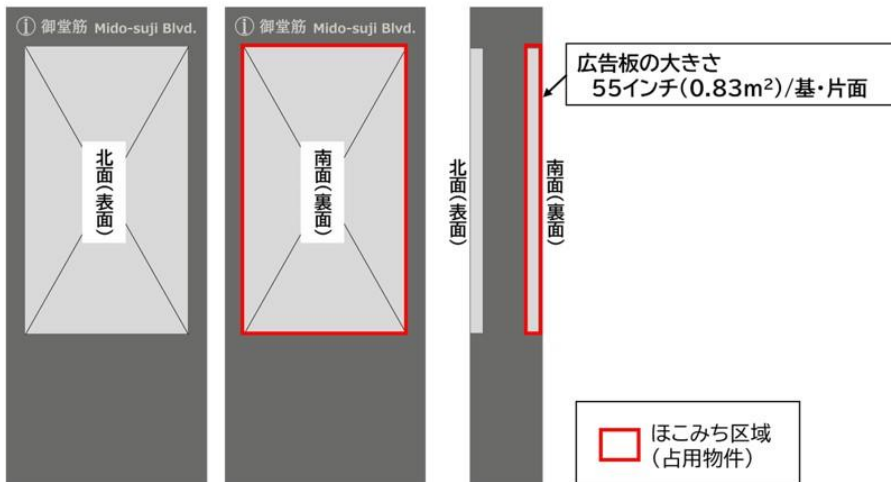 ⓘ 御堂筋 Mido-suji Blvd.
北面(表面)
ⓘ 御堂筋 Mido-suji Blvd.
南面(裏面)
北面(表面)
南面(裏面)
広告板の大きさ
55インチ(0.83m²)/基・片面
ほこみち区域
(占用物件)